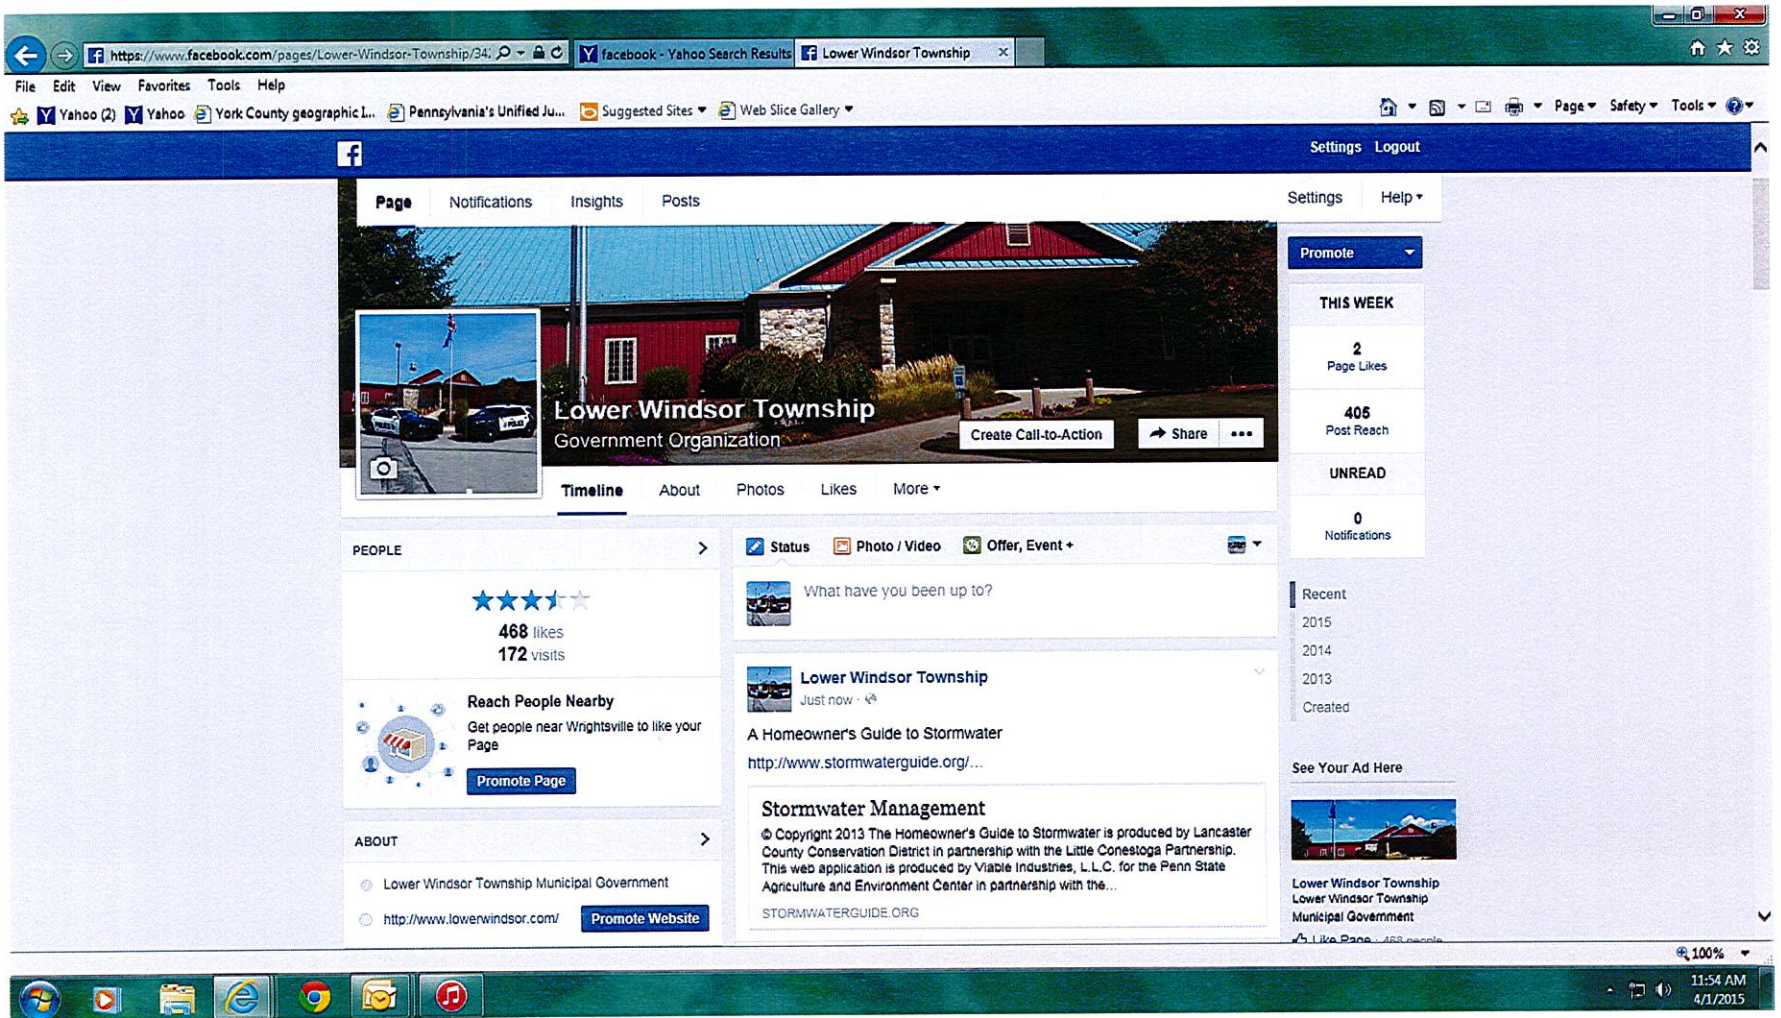 https://www.facebook.com/pages/Lower-Windsor-Township/34
facebook - Yahoo Search Results
Lower Windsor Township
File Edit View Favorites Tools Help
Yahoo (2) Yahoo York County geographic I... Pennsylvania's Unified Ju... Suggested Sites Web Slice Gallery
Page Safety Tools
Settings Logout
Page Notifications Insights Posts
Settings Help
Lower Windsor Township
Government Organization
Create Call-to-Action
Share
Timeline About Photos Likes More
Promote
THIS WEEK
2
Page Likes
405
Post Reach
UNREAD
0
Notifications
Recent
2015
2014
2013
Created
PEOPLE
468 likes
172 visits
Reach People Nearby
Get people near Wrightsville to like your
Page
Promote Page
ABOUT
Lower Windsor Township Municipal Government
http://www.lowerwindsor.com/
Promote Website
Status Photo / Video Offer, Event +
What have you been up to?
Lower Windsor Township
Just now
A Homeowner's Guide to Stormwater
http://www.stormwaterguide.org/...
Stormwater Management
© Copyright 2013 The Homeowner's Guide to Stormwater is produced by Lancaster
County Conservation District in partnership with the Little Conestoga Partnership.
This web application is produced by Viable Industries, L.L.C. for the Penn State
Agriculture and Environment Center in partnership with the...
STORMWATERGUIDE.ORG
See Your Ad Here
Lower Windsor Township
Lower Windsor Township
Municipal Government
Like Page · 468 people
100%
11:54 AM
4/1/2015